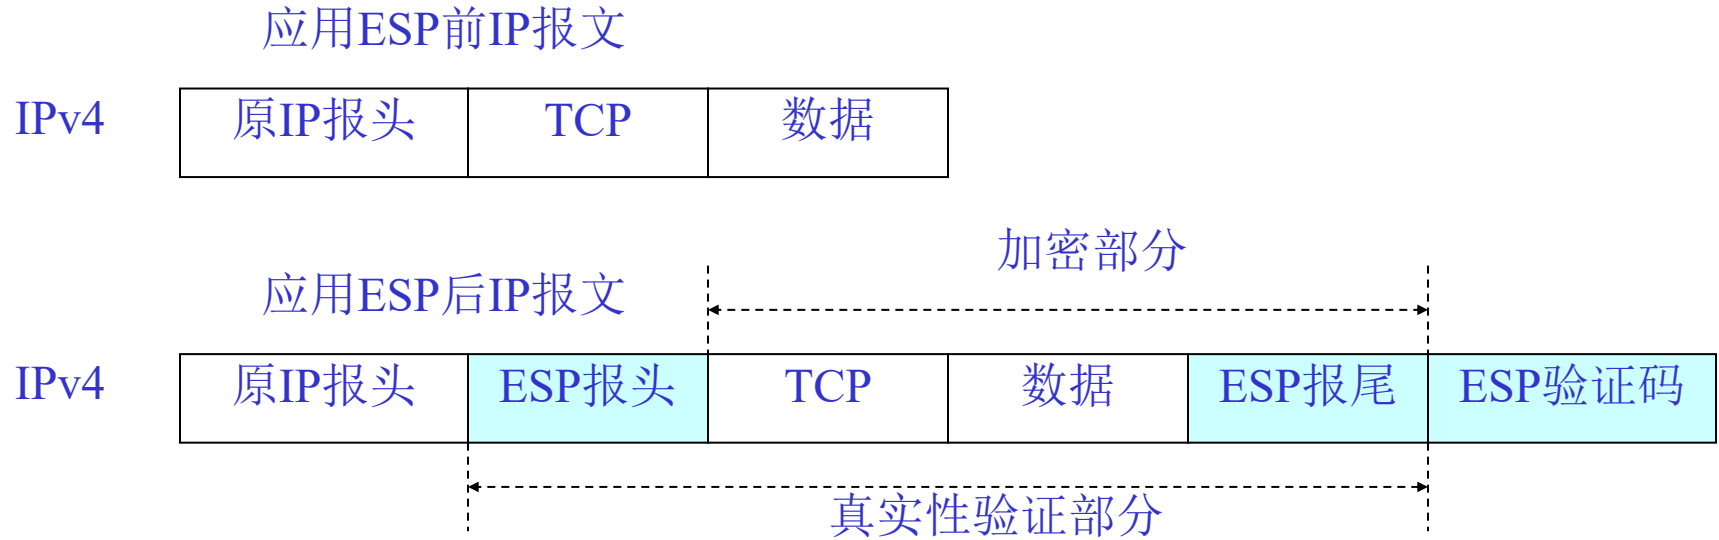 应用ESP前IP报文
IPv4 原IP报头 TCP 数据
加密部分
应用ESP后IP报文
IPv4 原IP报头 ESP报头 TCP 数据 ESP报尾 ESP验证码
真实性验证部分